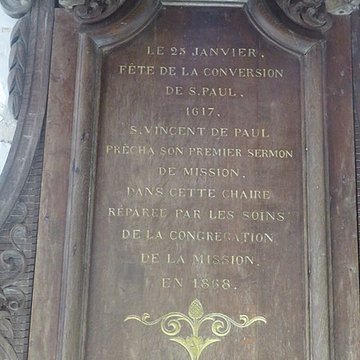 LE 25 JANVIER,
FÊTE DE LA CONVERSION
DE S. PAUL,
1617,
S. VINCENT DE PAUL
PRÊCHA SON PREMIER SERMON
DE MISSION,
DANS CETTE CHAIRE
RÉPARÉE PAR LES SOINS
DE LA CONGRÉGATION
DE LA MISSION,
EN 1868.